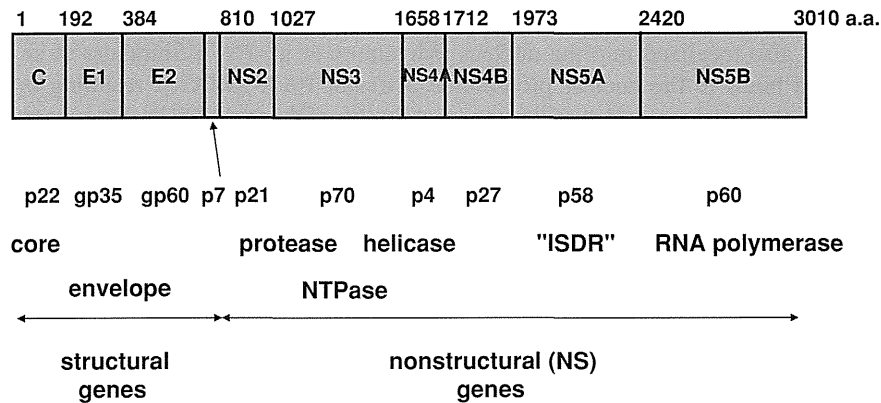 1 192 384 810 1027 1658 1712 1973 2420 3010 a.a.
C E1 E2 NS2 NS3 NS4A NS4B NS5A NS5B
p22 gp35 gp60 p7 p21 p70 p4 p27 p58 p60
core protease helicase "ISDR" RNA polymerase
envelope NTPase
structural nonstructural (NS)
genes genes